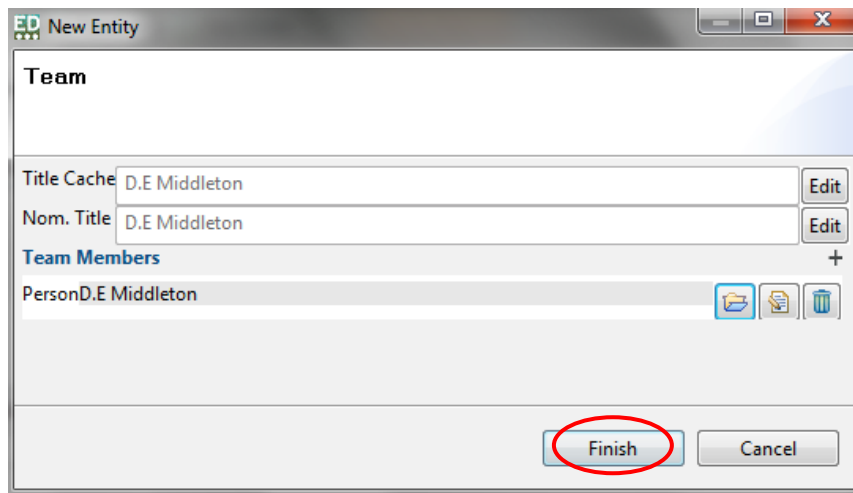 ED New Entity
Team
Title Cache D.E Middleton Edit
Nom. Title D.E Middleton Edit
Team Members +
PersonD.E Middleton
Finish Cancel